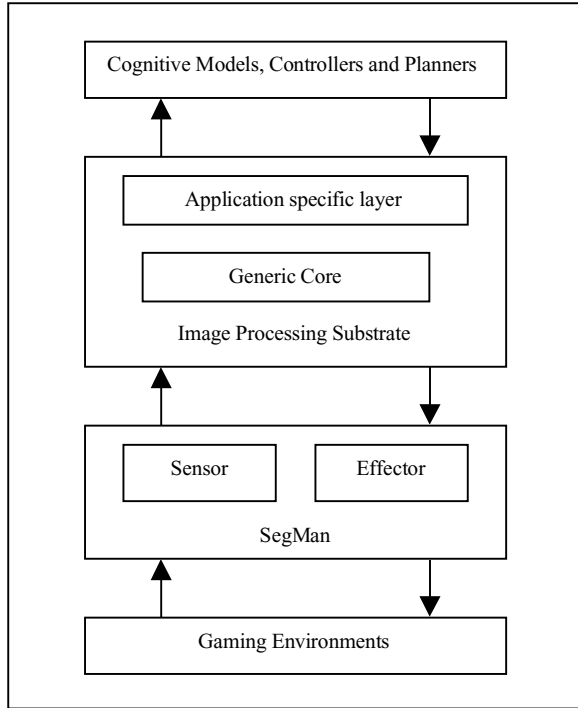 Cognitive Models, Controllers and Planners
Application specific layer
Generic Core
Image Processing Substrate
Sensor
Effector
SegMan
Gaming Environments